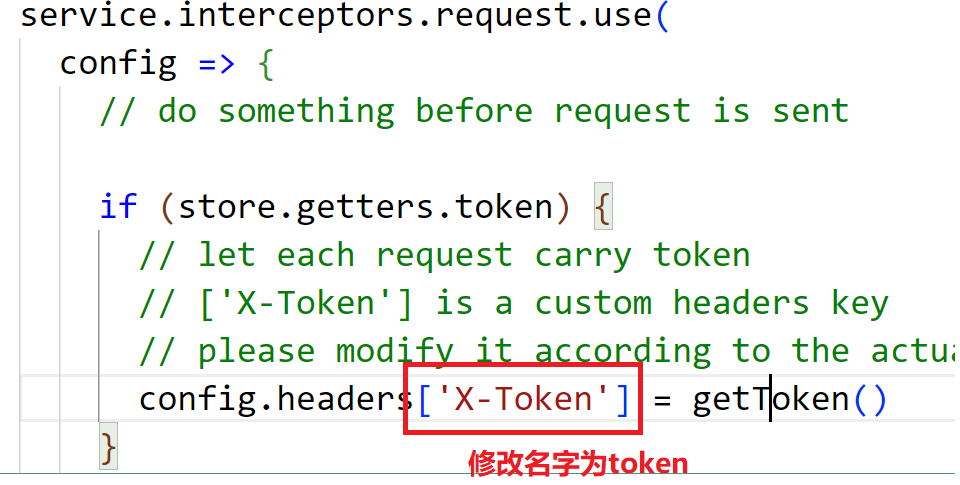 service.interceptors.request.use(
config => {
// do something before request is sent
if (store.getters.token) {
// let each request carry token
// ['X-Token'] is a custom headers key
// please modify it according to the actua
config.headers['X-Token'] = getToken()
}
修改名字为token